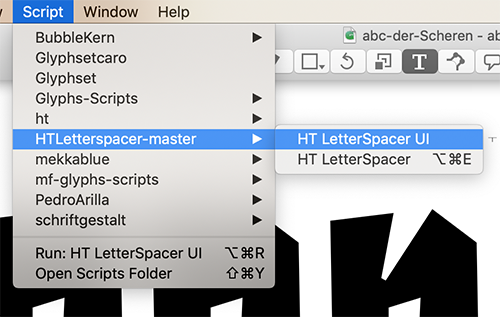 Script Window Help
abc-der-Scheren - ab
BubbleKern
Glyphsetcaro
Glyphset
Glyphs-Scripts
ht
HTLetterspacer-master
HT LetterSpacer UI
mekkablue
HT LetterSpacer ⌥⌘E
mf-glyphs-scripts
PedroArilla
schriftgestalt
Run: HT LetterSpacer UI ⌥⌘R
Open Scripts Folder ⇧⌘Y
T